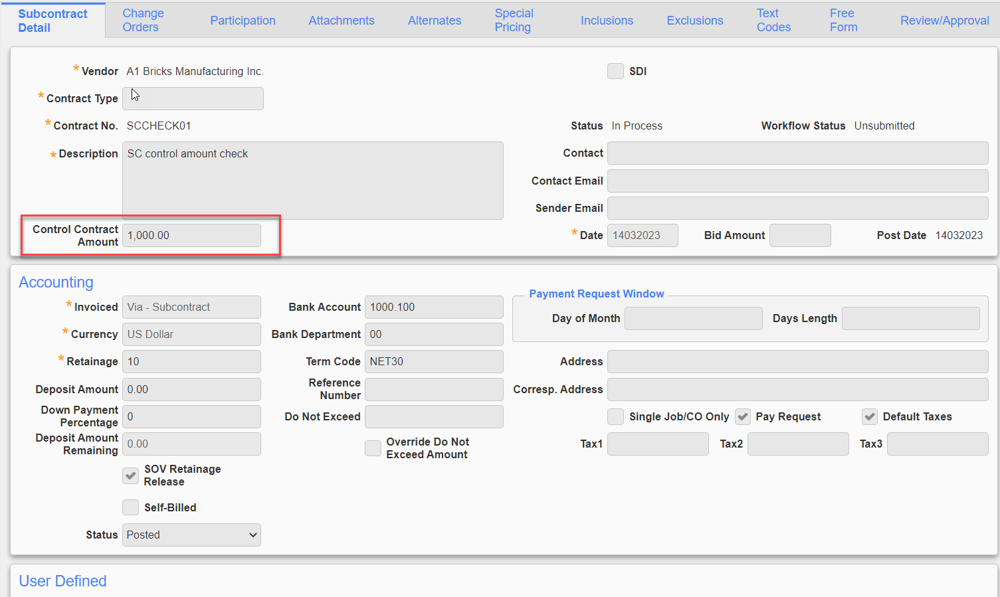 Subcontract Detail
Change Orders
Participation
Attachments
Alternates
Special Pricing
Inclusions
Exclusions
Text Codes
Free Form
Review/Approval
* Vendor A1 Bricks Manufacturing Inc.
SDI
* Contract Type
* Contract No. SCCHECK01
Status In Process
Workflow Status Unsubmitted
* Description SC control amount check
Contact
Contact Email
Sender Email
Control Contract Amount 1,000.00
* Date 14032023
Bid Amount
Post Date 14032023
Accounting
* Invoiced Via - Subcontract
Bank Account 1000.100
Payment Request Window
Day of Month
Days Length
* Currency US Dollar
Bank Department 00
* Retainage 10
Term Code NET30
Address
Deposit Amount 0.00
Reference Number
Corresp. Address
Down Payment Percentage 0
Do Not Exceed
Single Job/CO Only
Pay Request
Default Taxes
Deposit Amount Remaining 0.00
Override Do Not Exceed Amount
Tax1
Tax2
Tax3
SOV Retainage Release
Self-Billed
Status Posted
User Defined